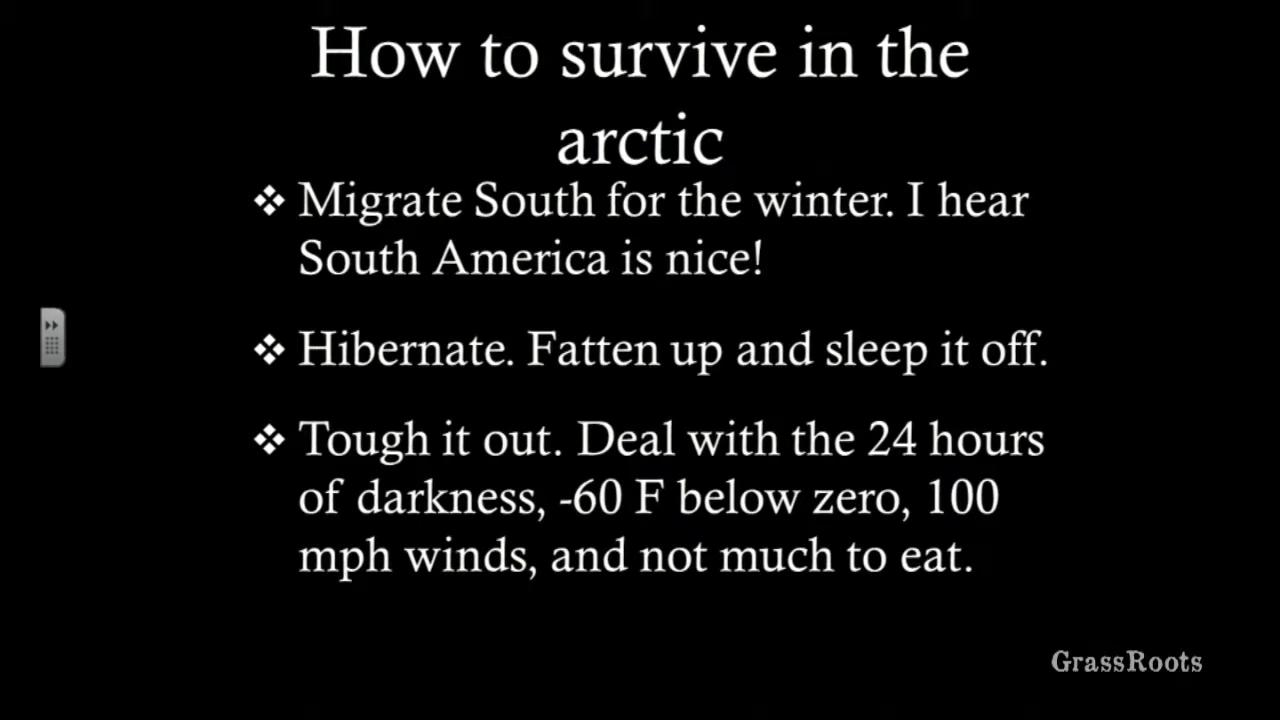 How to survive in the
arctic
❖ Migrate South for the winter. I hear
South America is nice!
❖ Hibernate. Fatten up and sleep it off.
❖ Tough it out. Deal with the 24 hours
of darkness, -60 F below zero, 100
mph winds, and not much to eat.
GrassRoots